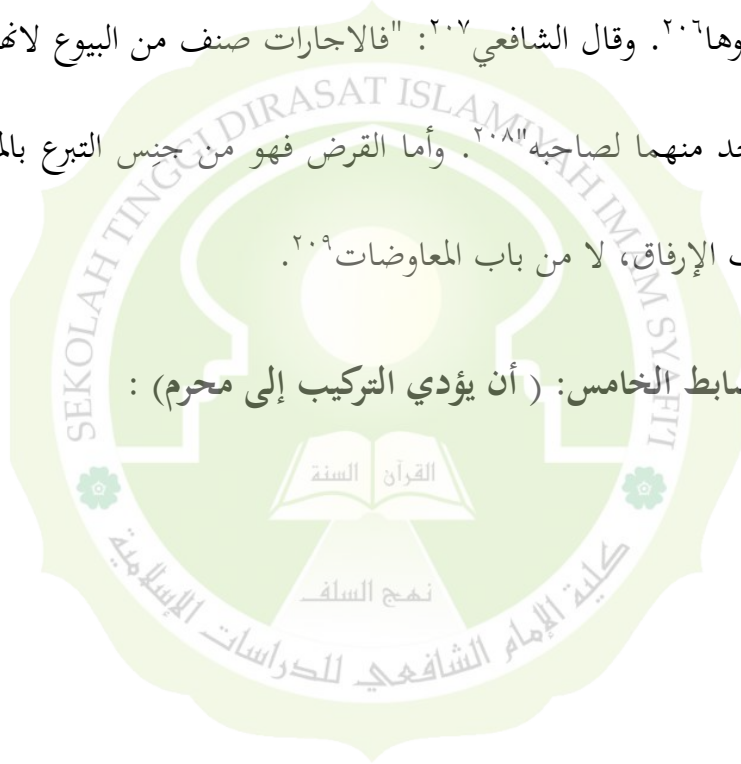 وها٢٠٦. وقال الشافعي٢٠٧: "فالاجارات صنف من البيوع لانه
حد منهما لصاحبه"٢٠٨. وأما القرض فهو من جنس التبرع بالم
الإرفاق، لا من باب المعاوضات٢٠٩.
ضابط الخامس: ( أن يؤدي التركيب إلى محرم) :
SEKOLAH TINGGI DIRASAT ISLAMIYAH IMAM SYAFI'I
القرآن السنة
نهج السلف
كلية الإمام الشافعي للدراسات الإسلامية